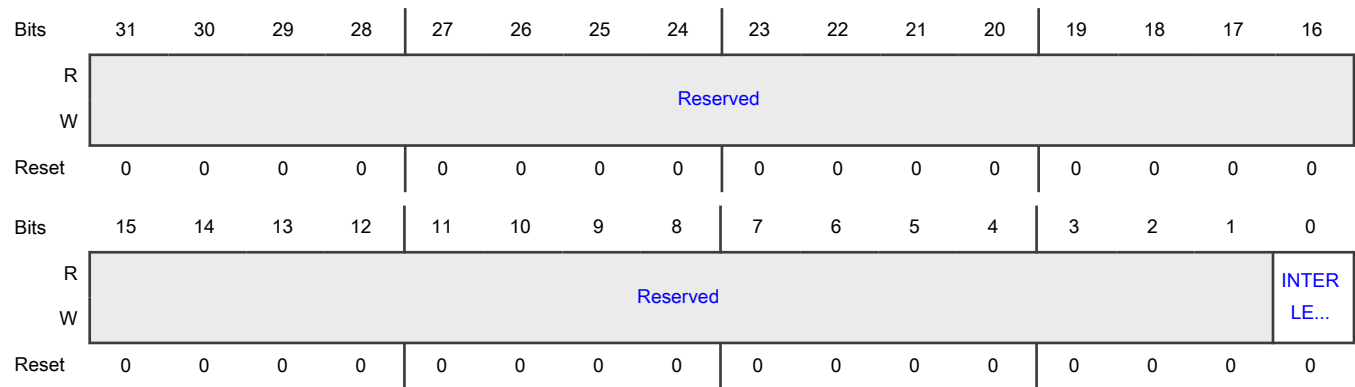 Bits 31 30 29 28 27 26 25 24 23 22 21 20 19 18 17 16
R
Reserved
W
Reset 0 0 0 0 0 0 0 0 0 0 0 0 0 0 0 0
Bits 15 14 13 12 11 10 9 8 7 6 5 4 3 2 1 0
R
Reserved
INTER
LE...
W
Reset 0 0 0 0 0 0 0 0 0 0 0 0 0 0 0 0